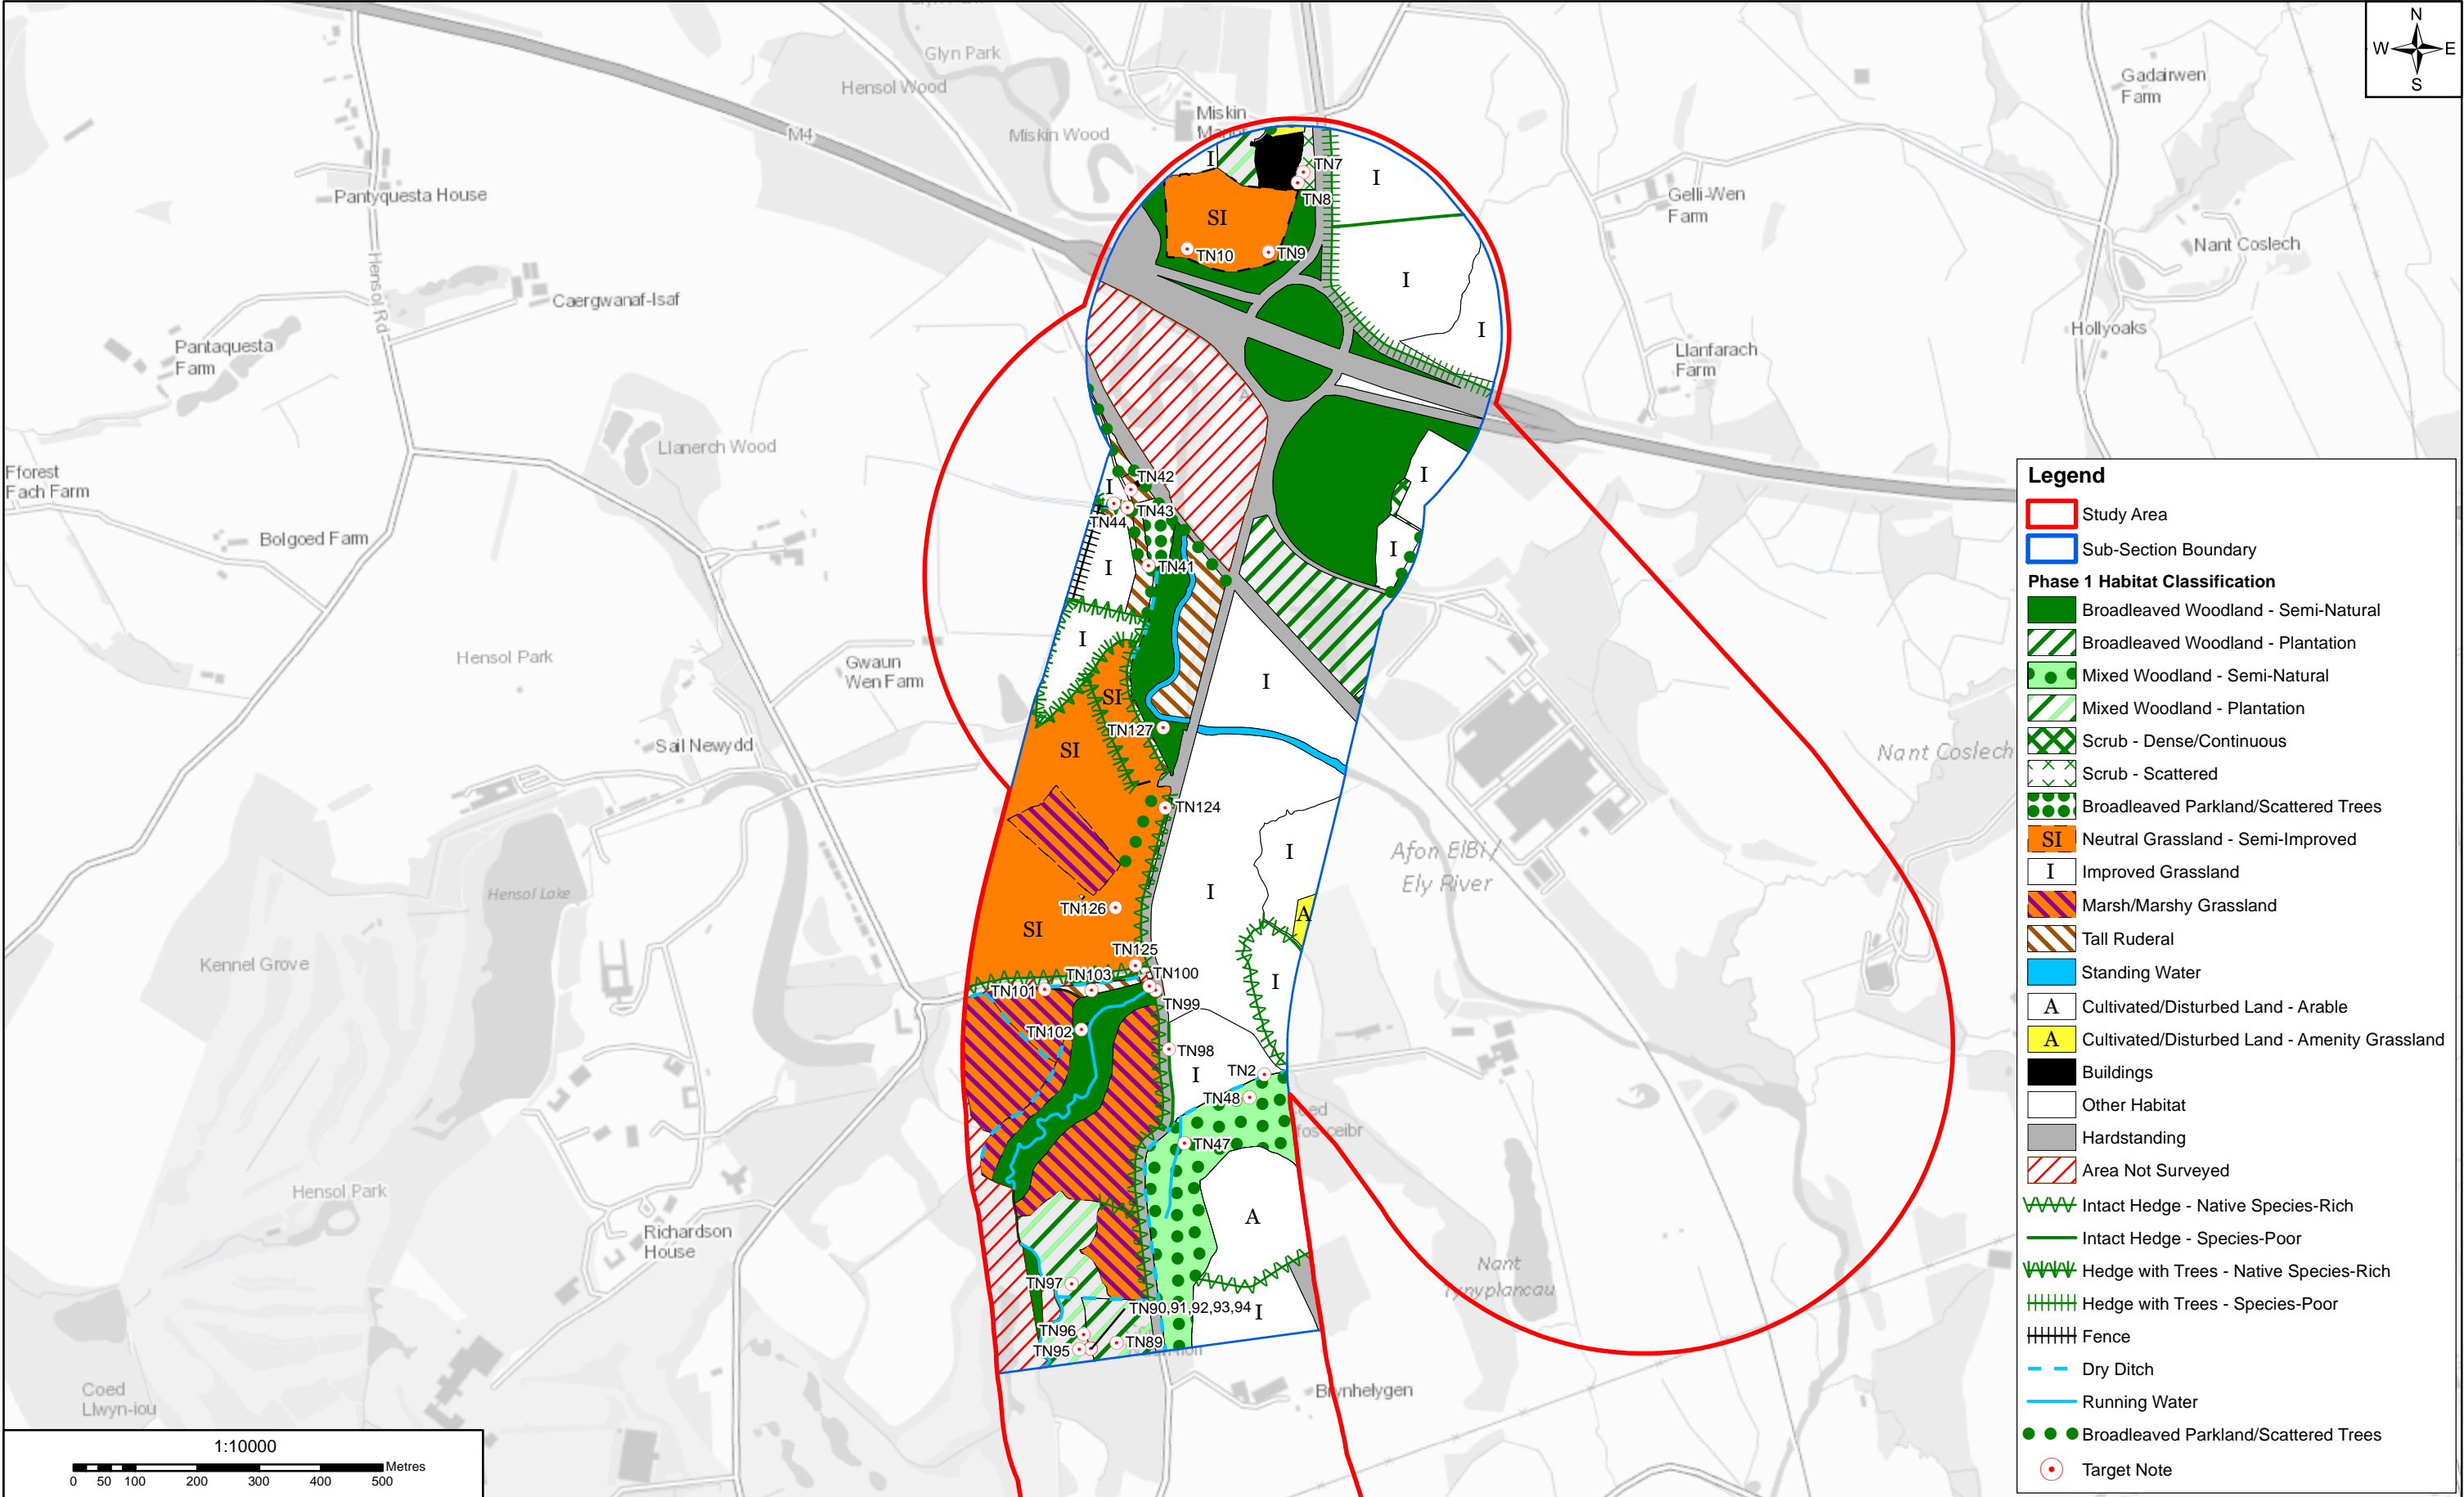 N
W E
S
Glyn Park
Hensol Wood
Miskin Wood
Miskin
Manor
M4
Gadairwen
Farm
Pantyquesta House
Gelli-Wen
Farm
Nant Coslech
Hensol Rd
Caergwanaf-Isaf
Pantaquesta
Farm
Hollyoaks
Llanfarach
Farm
Llanerch Wood
Fforest
Fach Farm
Bolgoed Farm
Hensol Park
Gwaun
Wen Farm
Sail Newydd
Nant Coslech
Afon ElBi /
Ely River
Hensol Lake
Kennel Grove
Hensol Park
Richardson
House
Nant
Tynyplancau
Coed
Llwyn-iou
Brynhelygen
I
TN7
I
TN8
SI
TN10
TN9
I
I
TN42
I
TN43
TN44
I
I
I
TN41
I
SI
I
TN127
SI
TN124
I
I
TN126
A
SI
TN125
TN103
TN100
TN101
I
TN99
TN102
TN98
TN2
I
TN48
TN47
A
TN97
TN90,91,92,93,94
I
TN96
TN89
TN95
1:10000
Metres
0 50 100 200 300 400 500
Legend
Study Area
Sub-Section Boundary
Phase 1 Habitat Classification
Broadleaved Woodland - Semi-Natural
Broadleaved Woodland - Plantation
Mixed Woodland - Semi-Natural
Mixed Woodland - Plantation
Scrub - Dense/Continuous
Scrub - Scattered
Broadleaved Parkland/Scattered Trees
SI Neutral Grassland - Semi-Improved
I Improved Grassland
Marsh/Marshy Grassland
Tall Ruderal
Standing Water
A Cultivated/Disturbed Land - Arable
A Cultivated/Disturbed Land - Amenity Grassland
Buildings
Other Habitat
Hardstanding
Area Not Surveyed
Intact Hedge - Native Species-Rich
Intact Hedge - Species-Poor
Hedge with Trees - Native Species-Rich
Hedge with Trees - Species-Poor
Fence
Dry Ditch
Running Water
Broadleaved Parkland/Scattered Trees
Target Note